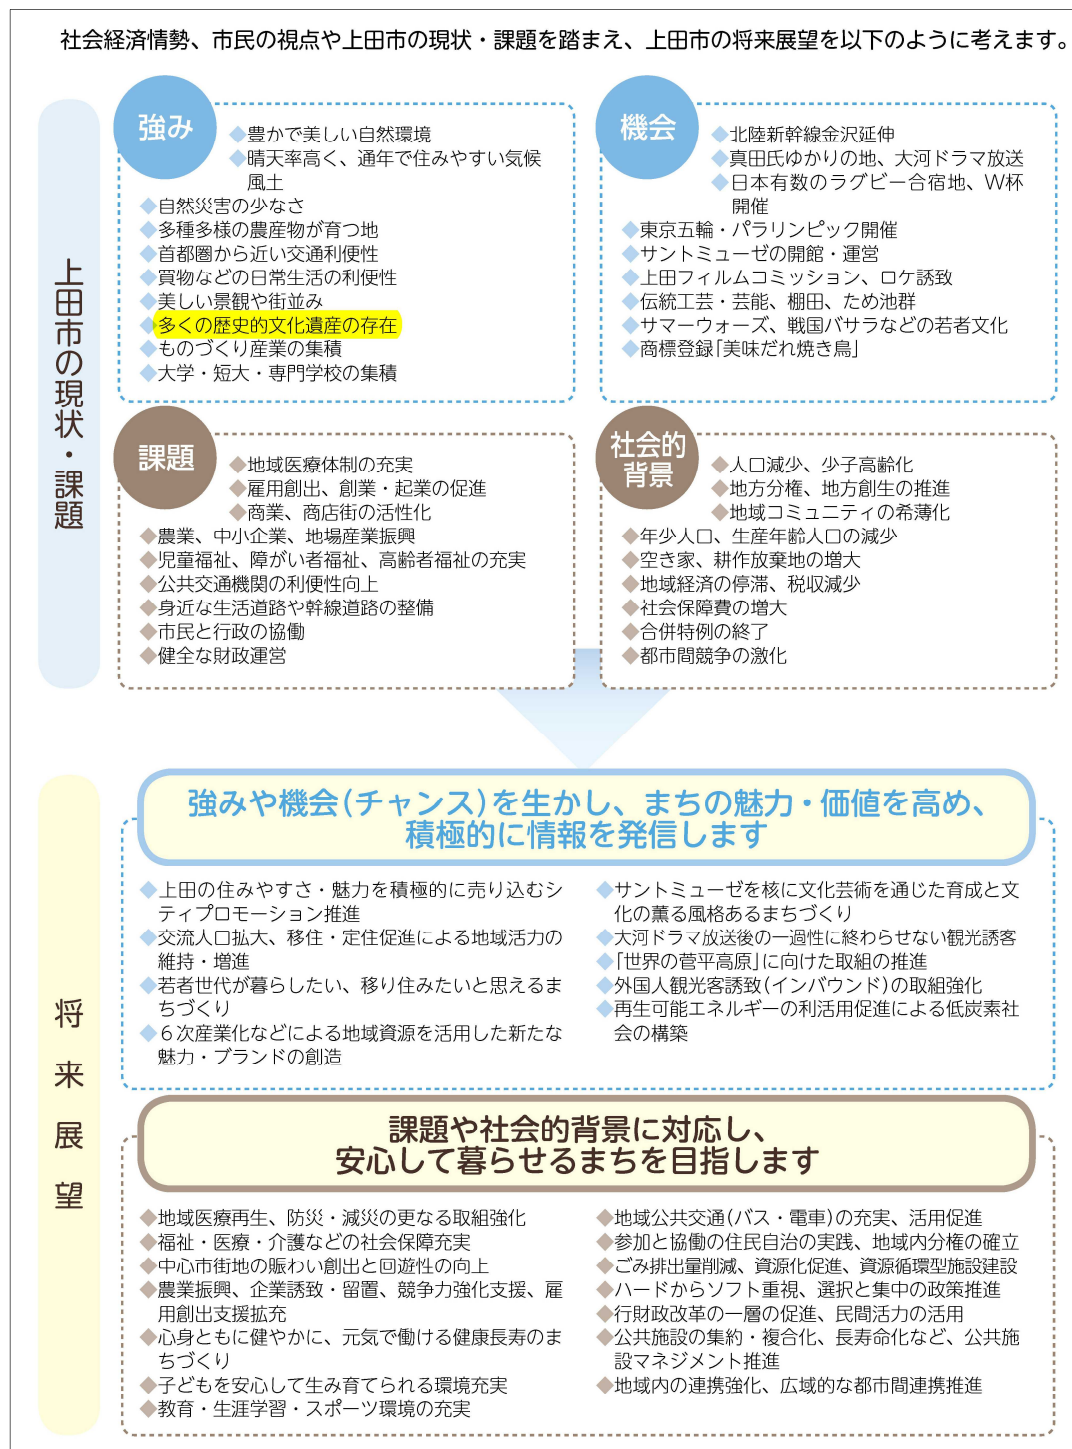 社会経済情勢、市民の視点や上田市の現状・課題を踏まえ、上田市の将来展望を以下のように考えます。
上田市の現状・課題
強み
◆豊かで美しい自然環境
◆晴天率高く、通年で住みやすい気候
風土
◆自然災害の少なさ
◆多種多様の農産物が育つ地
◆首都圏から近い交通利便性
◆買物などの日常生活の利便性
◆美しい景観や街並み
◆多くの歴史的文化遺産の存在
◆ものづくり産業の集積
◆大学・短大・専門学校の集積
機会
◆北陸新幹線金沢延伸
◆真田氏ゆかりの地、大河ドラマ放送
◆日本有数のラグビー合宿地、W杯
開催
◆東京五輪・パラリンピック開催
◆サントミューゼの開館・運営
◆上田フィルムコミッション、ロケ誘致
◆伝統工芸・芸能、棚田、ため池群
◆サマーウォーズ、戦国バサラなどの若者文化
◆商標登録「美味だれ焼き鳥」
課題
◆地域医療体制の充実
◆雇用創出、創業・起業の促進
◆商業、商店街の活性化
◆農業、中小企業、地場産業振興
◆児童福祉、障がい者福祉、高齢者福祉の充実
◆公共交通機関の利便性向上
◆身近な生活道路や幹線道路の整備
◆市民と行政の協働
◆健全な財政運営
社会的
背景
◆人口減少、少子高齢化
◆地方分権、地方創生の推進
◆地域コミュニティの希薄化
◆年少人口、生産年齢人口の減少
◆空き家、耕作放棄地の増大
◆地域経済の停滞、税収減少
◆社会保障費の増大
◆合併特例の終了
◆都市間競争の激化
将来展望
強みや機会(チャンス)を生かし、まちの魅力・価値を高め、
積極的に情報を発信します
◆上田の住みやすさ・魅力を積極的に売り込むシ
ティプロモーション推進
◆交流人口拡大、移住・定住促進による地域活力の
維持・増進
◆若者世代が暮らしたい、移り住みたいと思えるま
ちづくり
◆６次産業化などによる地域資源を活用した新たな
魅力・ブランドの創造
◆サントミューゼを核に文化芸術を通じた育成と文
化の薫る風格あるまちづくり
◆大河ドラマ放送後の一過性に終わらせない観光誘客
◆「世界の菅平高原」に向けた取組の推進
◆外国人観光客誘致(インバウンド)の取組強化
◆再生可能エネルギーの利活用促進による低炭素社
会の構築
課題や社会的背景に対応し、
安心して暮らせるまちを目指します
◆地域医療再生、防災・減災の更なる取組強化
◆福祉・医療・介護などの社会保障充実
◆中心市街地の賑わい創出と回遊性の向上
◆農業振興、企業誘致・留置、競争力強化支援、雇
用創出支援拡充
◆心身ともに健やかに、元気で働ける健康長寿のま
ちづくり
◆子どもを安心して生み育てられる環境充実
◆教育・生涯学習・スポーツ環境の充実
◆地域公共交通(バス・電車)の充実、活用促進
◆参加と協働の住民自治の実践、地域内分権の確立
◆ごみ排出量削減、資源化促進、資源循環型施設建設
◆ハードからソフト重視、選択と集中の政策推進
◆行財政改革の一層の促進、民間活力の活用
◆公共施設の集約・複合化、長寿命化など、公共施
設マネジメント推進
◆地域内の連携強化、広域的な都市間連携推進